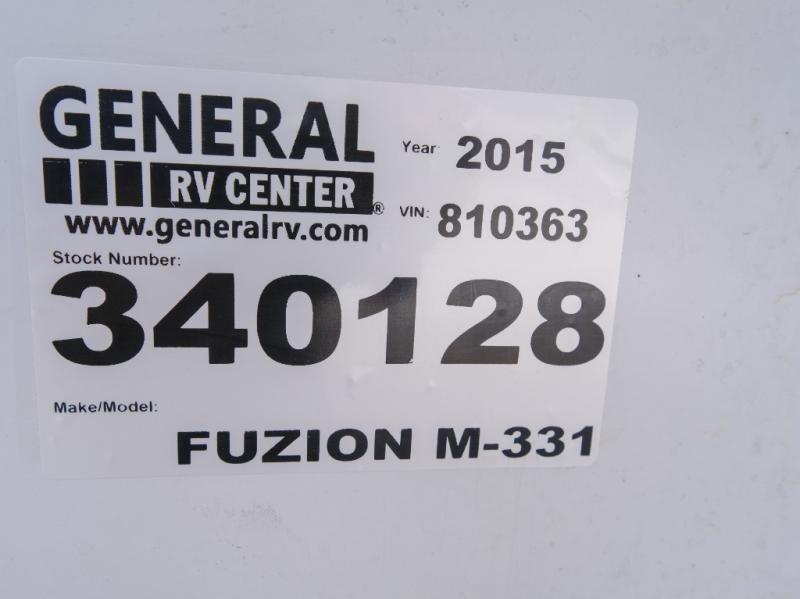 GENERAL
RV CENTER®
www.generalrv.com
Year: 2015
VIN: 810363
Stock Number:
340128
Make/Model:
FUZION M-331